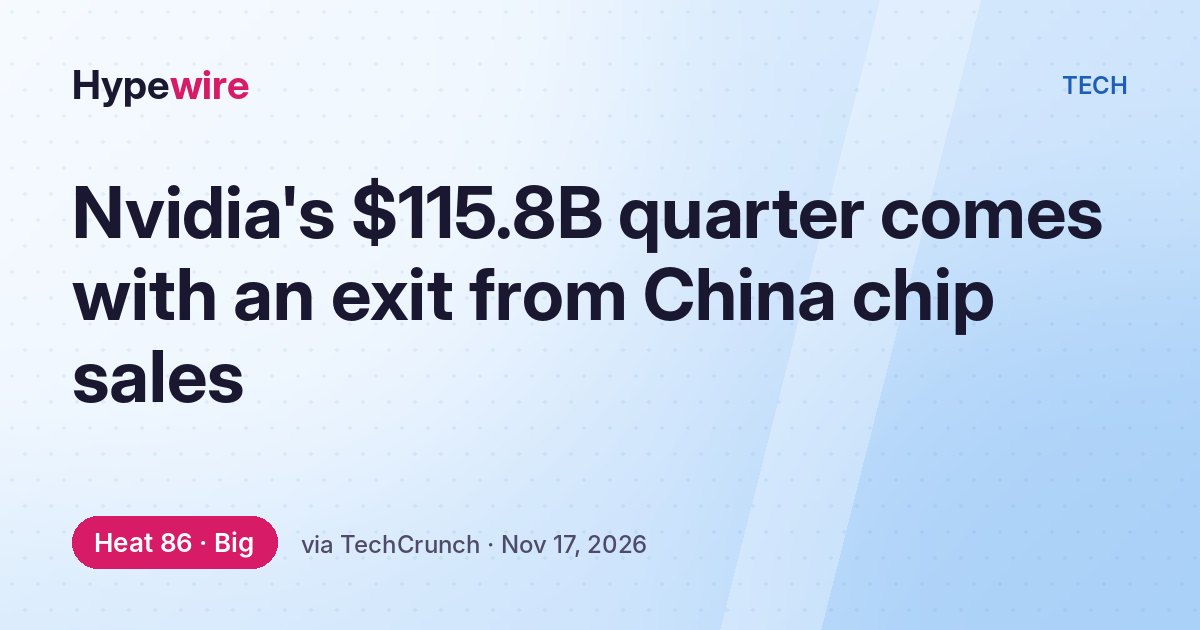 Hypewire
TECH
Nvidia's $115.8B quarter comes
with an exit from China chip
sales
Heat 86 · Big
via TechCrunch · Nov 17, 2026